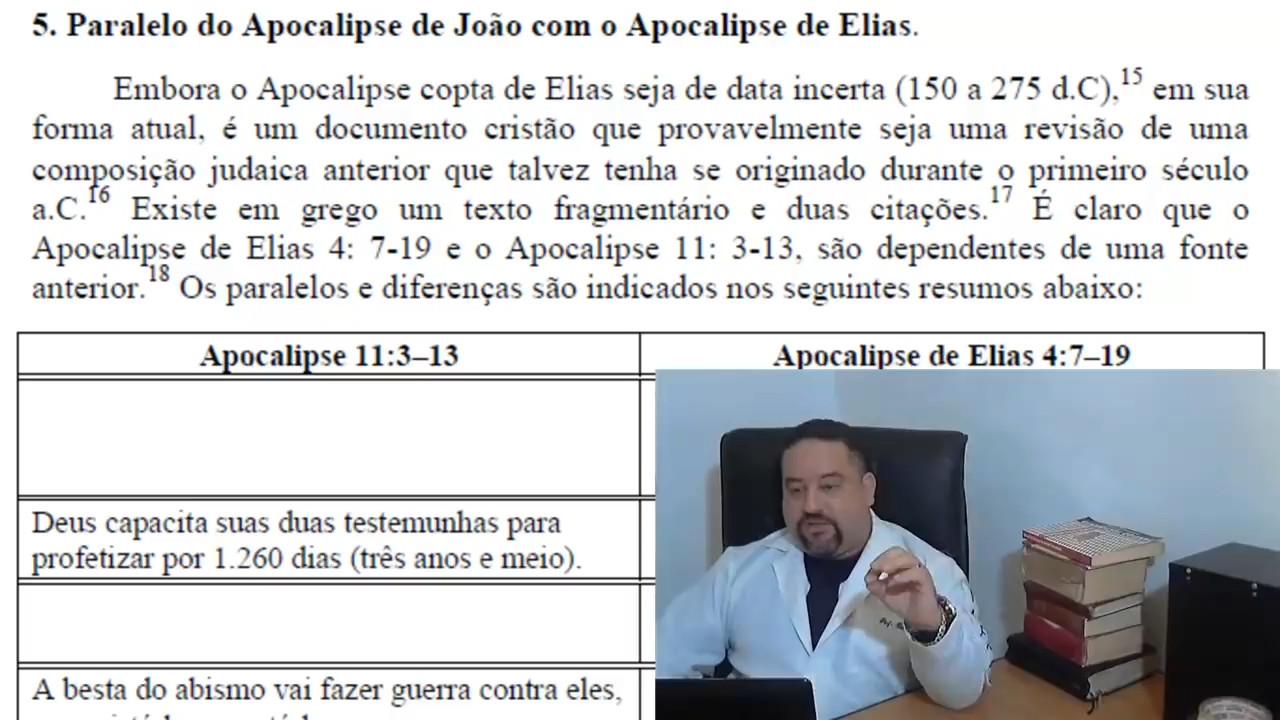 5. Paralelo do Apocalipse de João com o Apocalipse de Elias.
Embora o Apocalipse copta de Elias seja de data incerta (150 a 275 d.C),15 em sua
forma atual, é um documento cristão que provavelmente seja uma revisão de uma
composição judaica anterior que talvez tenha se originado durante o primeiro século
a.C.16 Existe em grego um texto fragmentário e duas citações.17 É claro que o
Apocalipse de Elias 4: 7-19 e o Apocalipse 11: 3-13, são dependentes de uma fonte
anterior.18 Os paralelos e diferenças são indicados nos seguintes resumos abaixo:
Apocalipse 11:3–13
Apocalipse de Elias 4:7–19
Deus capacita suas duas testemunhas para
profetizar por 1.260 dias (três anos e meio).
A besta do abismo vai fazer guerra contra eles,